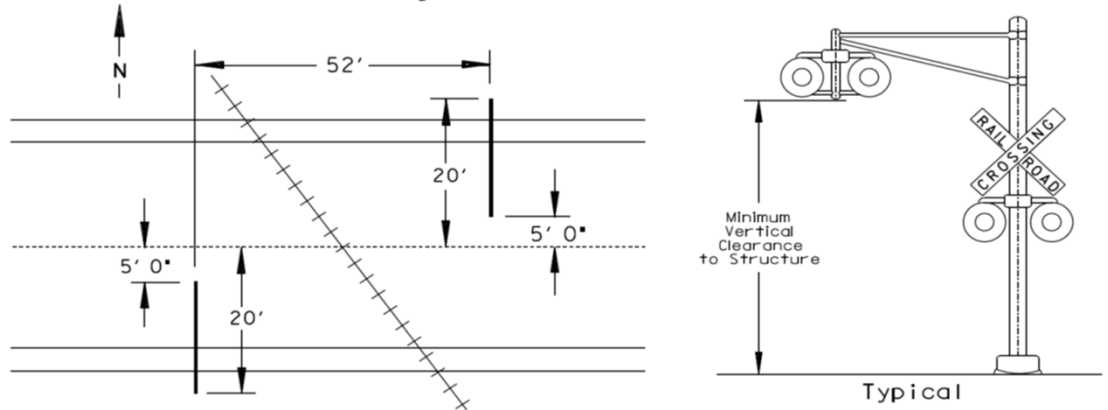 N
52'
20'
5' 0"
5' 0"
20'
RAIL
ROAD
CROSSING
Minimum
Vertical
Clearance
to Structure
Typical